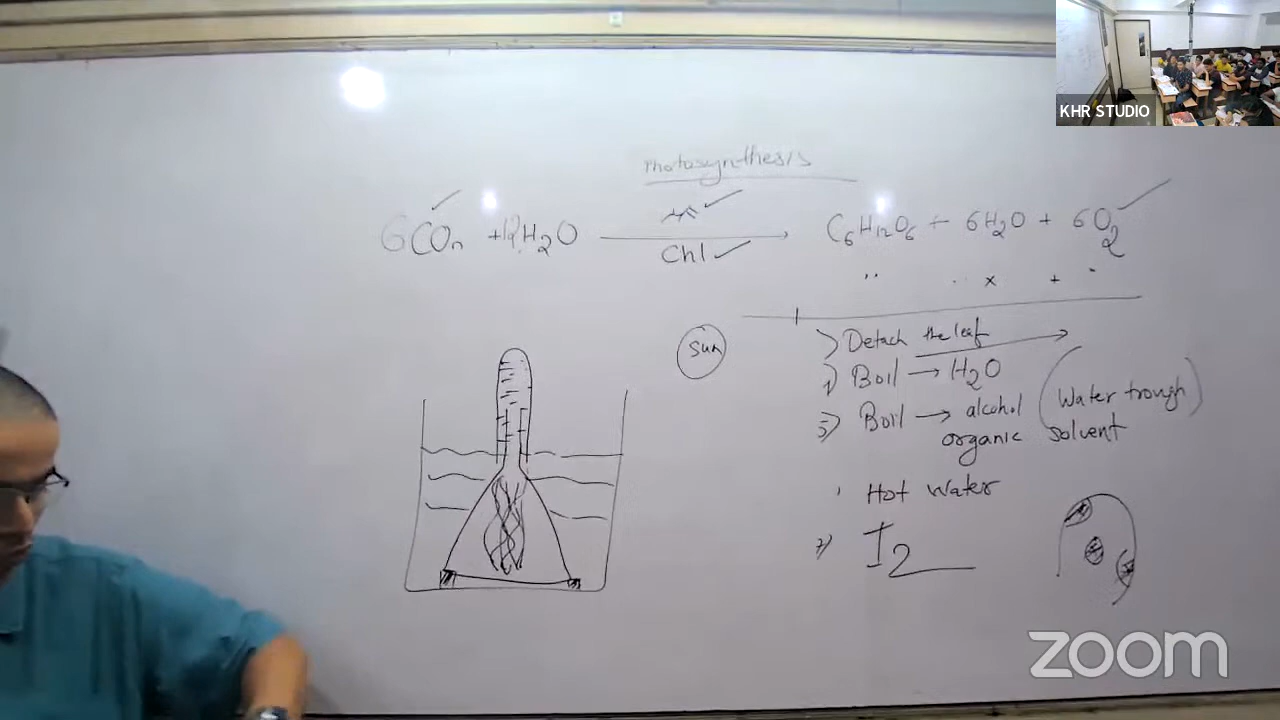 KHR STUDIO
Photosynthesis
6CO2 + 12H2O Chl C6H12O6 + 6H2O + 6O2
Sun
Detach the leaf
Boil → H2O
Boil → alcohol (Water trough)
organic solvent
Hot Water
I2
zoom